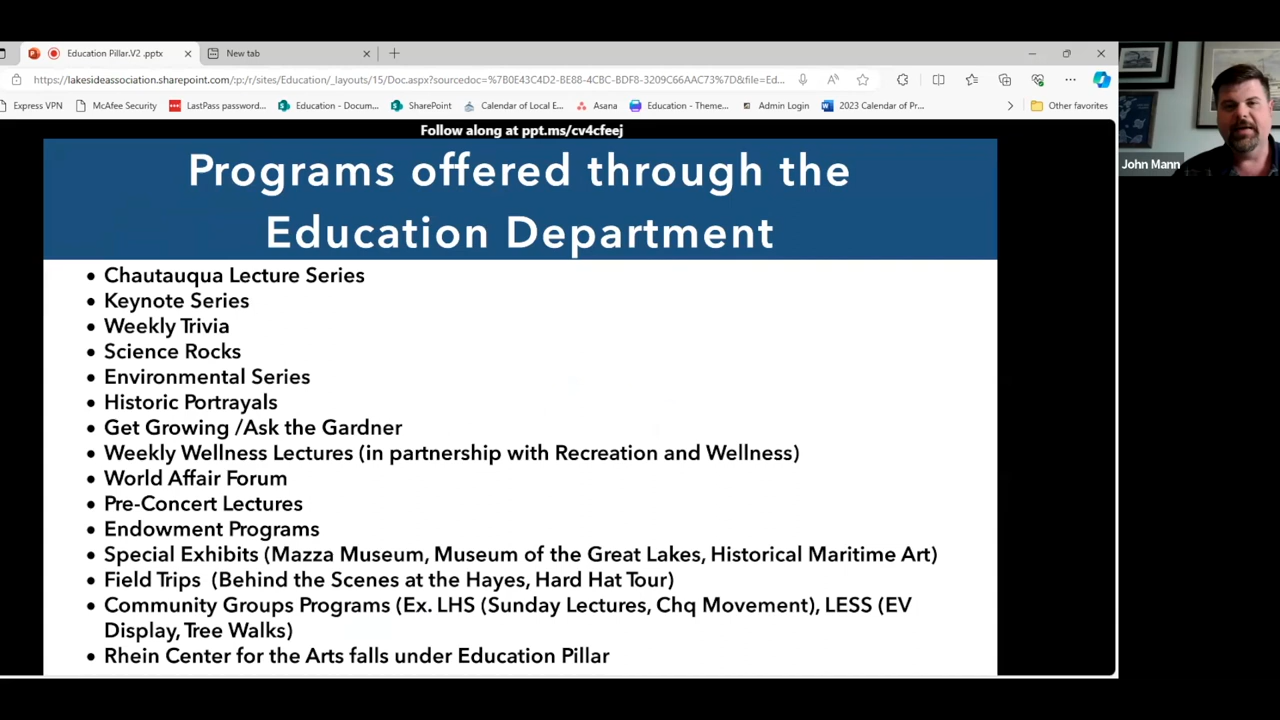 Education Pillar.V2 .pptx
New tab
https://lakesideassociation.sharepoint.com/:p:/r/sites/Education/_layouts/15/Doc.aspx?sourcedoc=%7B0E43C4D2-BE88-4CBC-BDF8-3209C66AAC73%7D&file=Ed...
Express VPN
McAfee Security
LastPass password...
Education - Docum...
SharePoint
Calendar of Local E...
Asana
Education - Theme...
Admin Login
2023 Calendar of Pr...
Other favorites
John Mann
Follow along at ppt.ms/cv4cfeej
Programs offered through the
Education Department
• Chautauqua Lecture Series
• Keynote Series
• Weekly Trivia
• Science Rocks
• Environmental Series
• Historic Portrayals
• Get Growing /Ask the Gardner
• Weekly Wellness Lectures (in partnership with Recreation and Wellness)
• World Affair Forum
• Pre-Concert Lectures
• Endowment Programs
• Special Exhibits (Mazza Museum, Museum of the Great Lakes, Historical Maritime Art)
• Field Trips (Behind the Scenes at the Hayes, Hard Hat Tour)
• Community Groups Programs (Ex. LHS (Sunday Lectures, Chq Movement), LESS (EV
Display, Tree Walks)
• Rhein Center for the Arts falls under Education Pillar